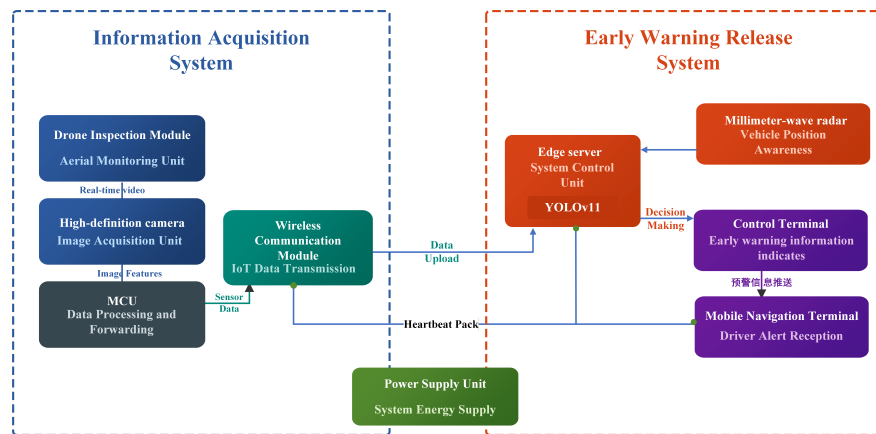 Information Acquisition
System
Early Warning Release
System
Drone Inspection Module
Aerial Monitoring Unit
Real-time video
High-definition camera
Image Acquisition Unit
Image Features
MCU
Data Processing and
Forwarding
Sensor
Data
Wireless
Communication
Module
IoT Data Transmission
Data
Upload
Edge server
System Control
Unit
YOLOv11
Millimeter-wave radar
Vehicle Position
Awareness
Decision
Making
Control Terminal
Early warning information
indicates
预警信息推送
Mobile Navigation Terminal
Driver Alert Reception
Heartbeat Pack
Power Supply Unit
System Energy Supply